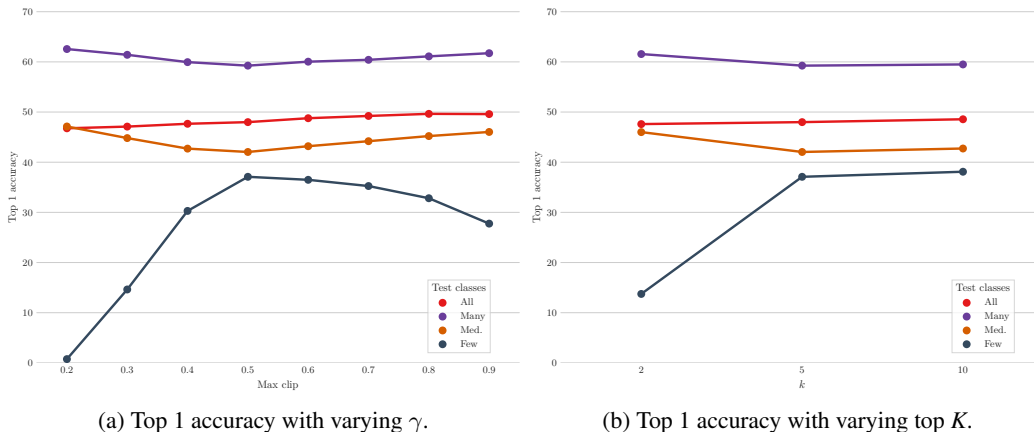 70
60
50
40
30
20
10
0
Top 1 accuracy
0.2 0.3 0.4 0.5 0.6 0.7 0.8 0.9
Max clip
Test classes
All
Many
Med.
Few
(a) Top 1 accuracy with varying γ.
70
60
50
40
30
20
10
0
Top 1 accuracy
2 5 10
k
Test classes
All
Many
Med.
Few
(b) Top 1 accuracy with varying top K.